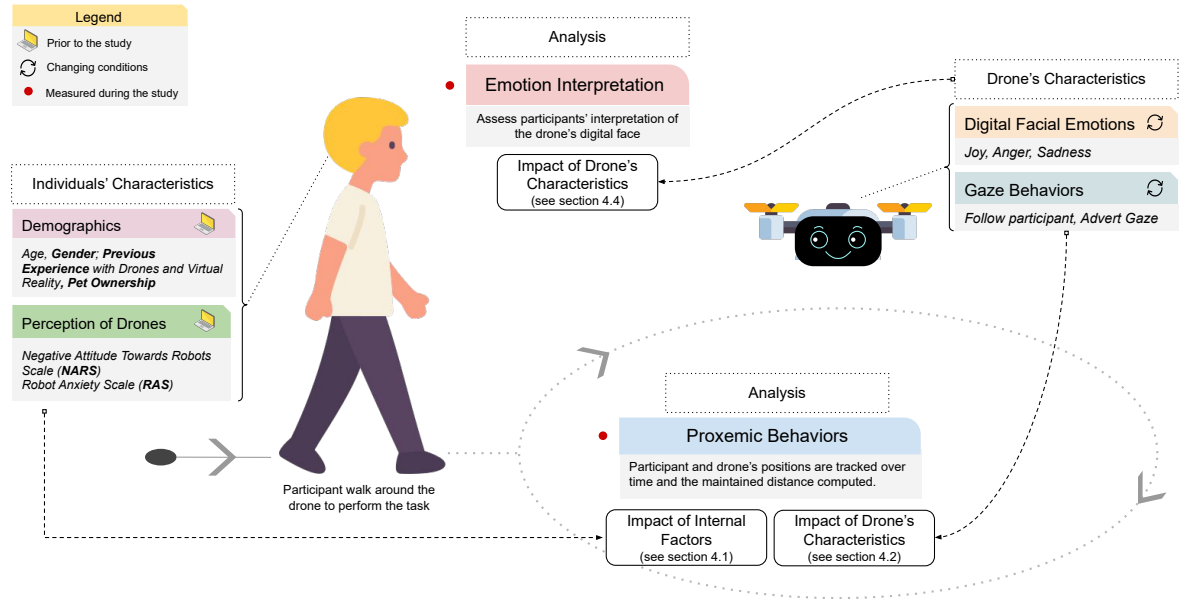 Legend
Prior to the study
Changing conditions
Measured during the study
Analysis
Emotion Interpretation
Assess participants' interpretation of
the drone's digital face
Impact of Drone's
Characteristics
(see section 4.4)
Drone's Characteristics
Digital Facial Emotions
Joy, Anger, Sadness
Gaze Behaviors
Follow participant, Advert Gaze
Individuals' Characteristics
Demographics
Age, Gender; Previous
Experience with Drones and Virtual
Reality, Pet Ownership
Perception of Drones
Negative Attitude Towards Robots
Scale (NARS)
Robot Anxiety Scale (RAS)
Participant walk around the
drone to perform the task
Analysis
Proxemic Behaviors
Participant and drone's positions are tracked over
time and the maintained distance computed.
Impact of Internal
Factors
(see section 4.1)
Impact of Drone's
Characteristics
(see section 4.2)